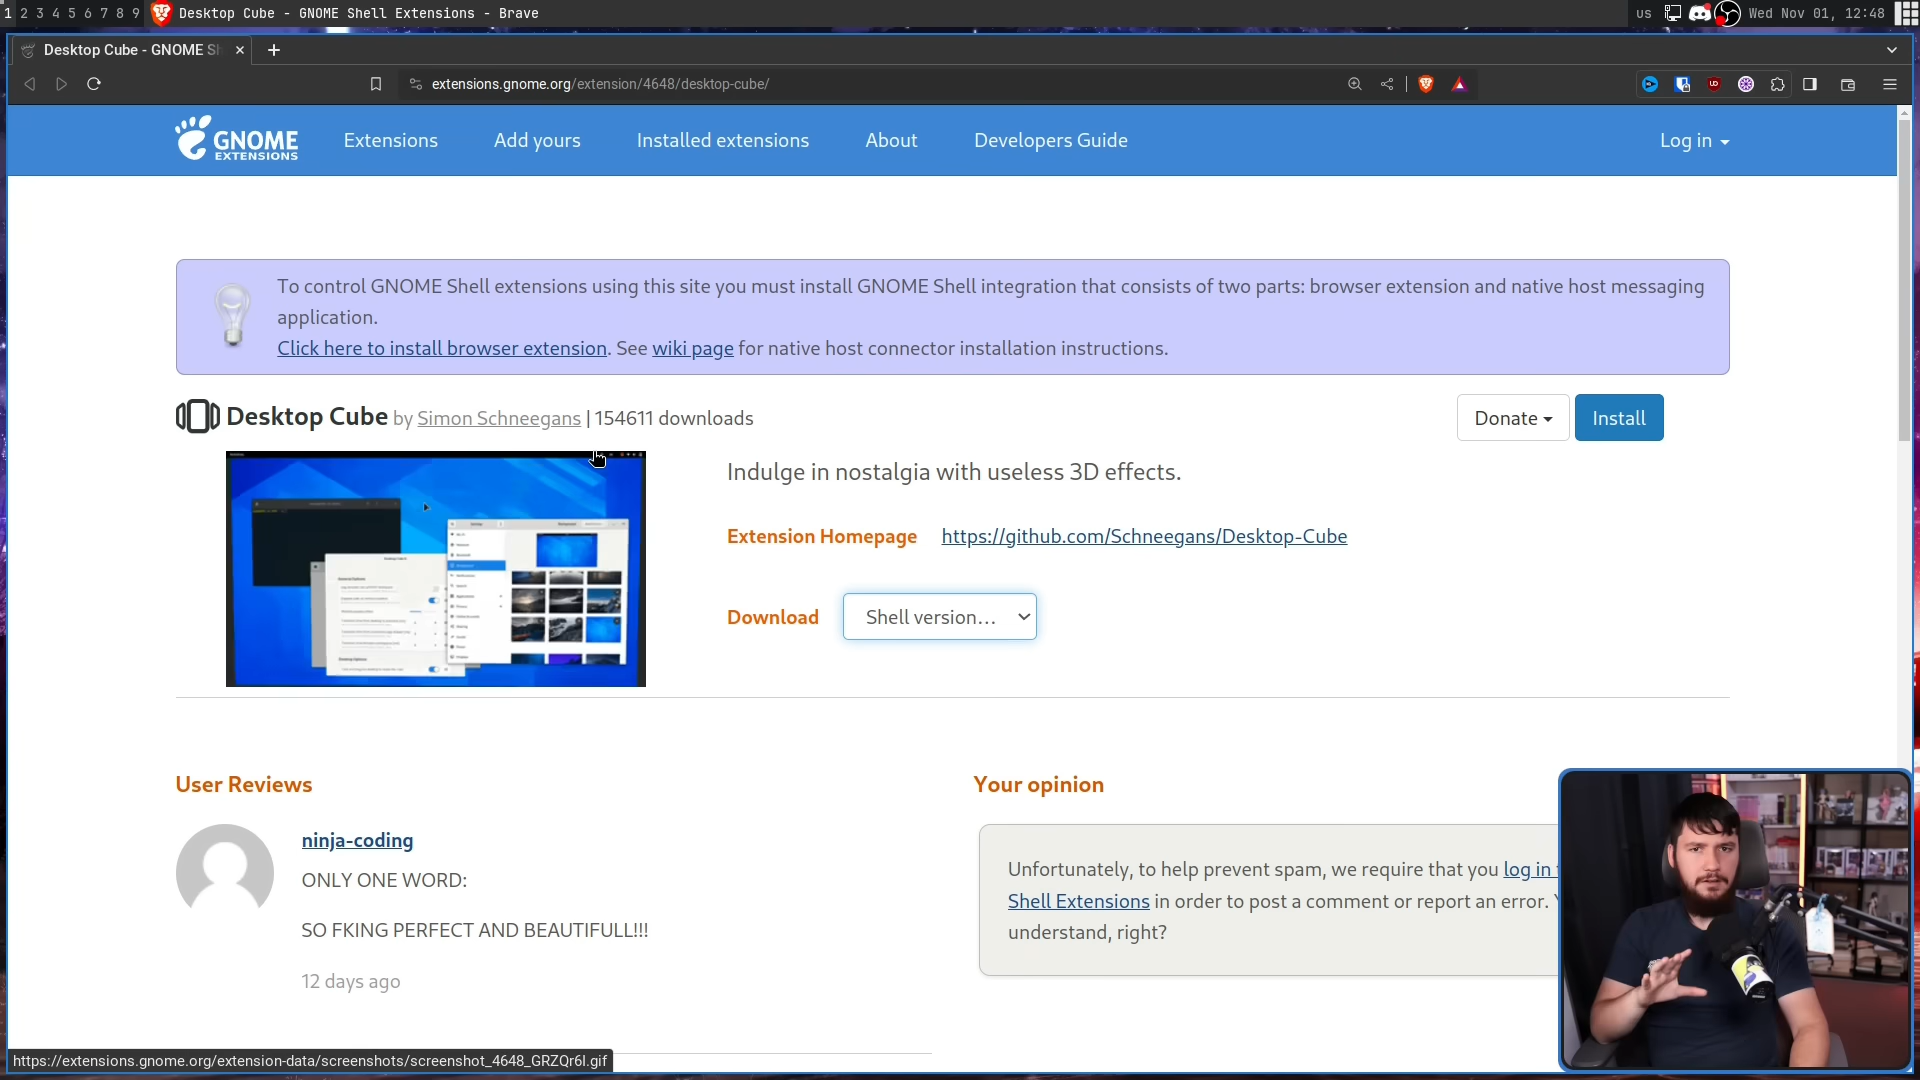 1 2 3 4 5 6 7 8 9 Desktop Cube - GNOME Shell Extensions - Brave us Wed Nov 01, 12:48
Desktop Cube - GNOME Sh
extensions.gnome.org/extension/4648/desktop-cube/
GNOME EXTENSIONS Extensions Add yours Installed extensions About Developers Guide Log in
To control GNOME Shell extensions using this site you must install GNOME Shell integration that consists of two parts: browser extension and native host messaging
application.
Click here to install browser extension. See wiki page for native host connector installation instructions.
Desktop Cube by Simon Schneegans | 154611 downloads Donate Install
Indulge in nostalgia with useless 3D effects.
Extension Homepage https://github.com/Schneegans/Desktop-Cube
Download Shell version...
User Reviews
ninja-coding
ONLY ONE WORD:
SO FKING PERFECT AND BEAUTIFULL!!!
12 days ago
Your opinion
Unfortunately, to help prevent spam, we require that you log in
Shell Extensions in order to post a comment or report an error.
understand, right?
https://extensions.gnome.org/extension-data/screenshots/screenshot_4648_GRZQr6I.gif